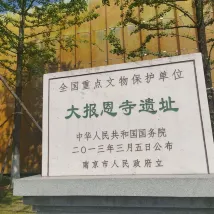 全国重点文物保护单位
大报恩寺遗址
中华人民共和国国务院
二〇一三年三月五日公布
南京市人民政府立